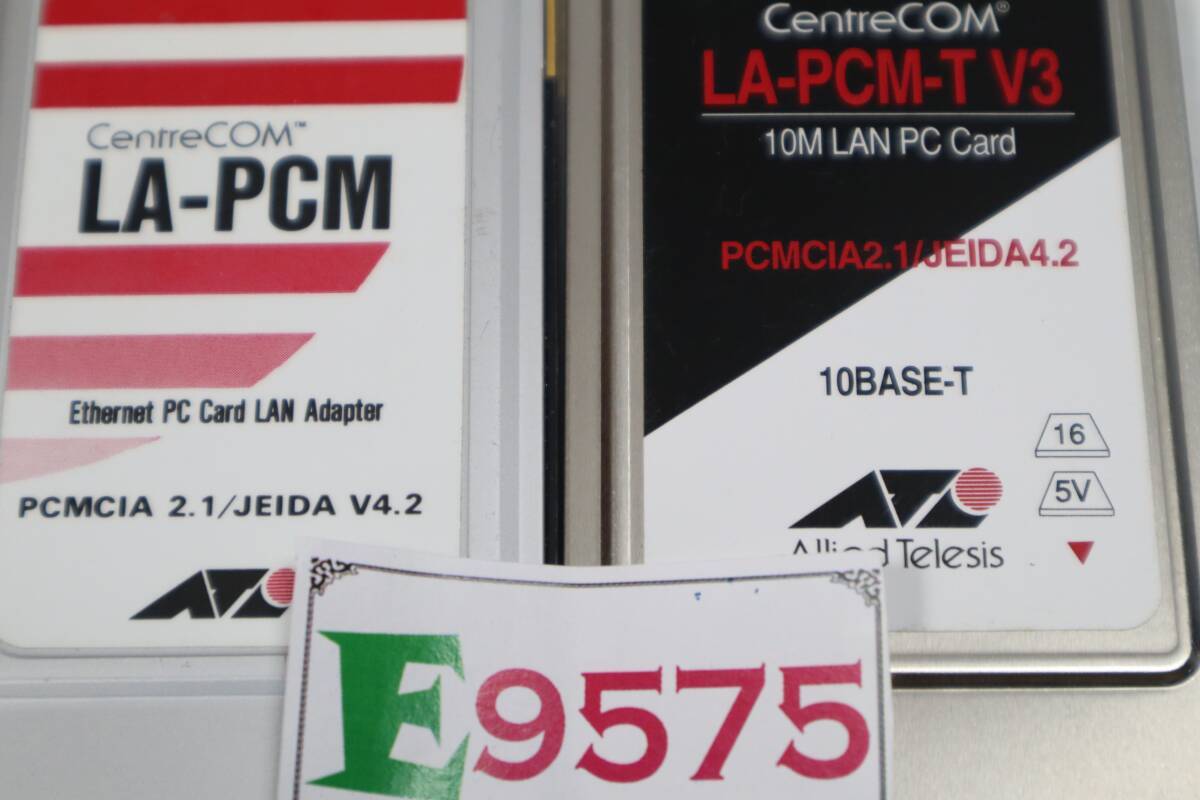 CentreCOM™
LA-PCM
Ethernet PC Card LAN Adapter
PCMCIA 2.1/JEIDA V4.2
CentreCOM®
LA-PCM-T V3
10M LAN PC Card
PCMCIA2.1/JEIDA4.2
10BASE-T
16
5V
Allied Telesis
E9575